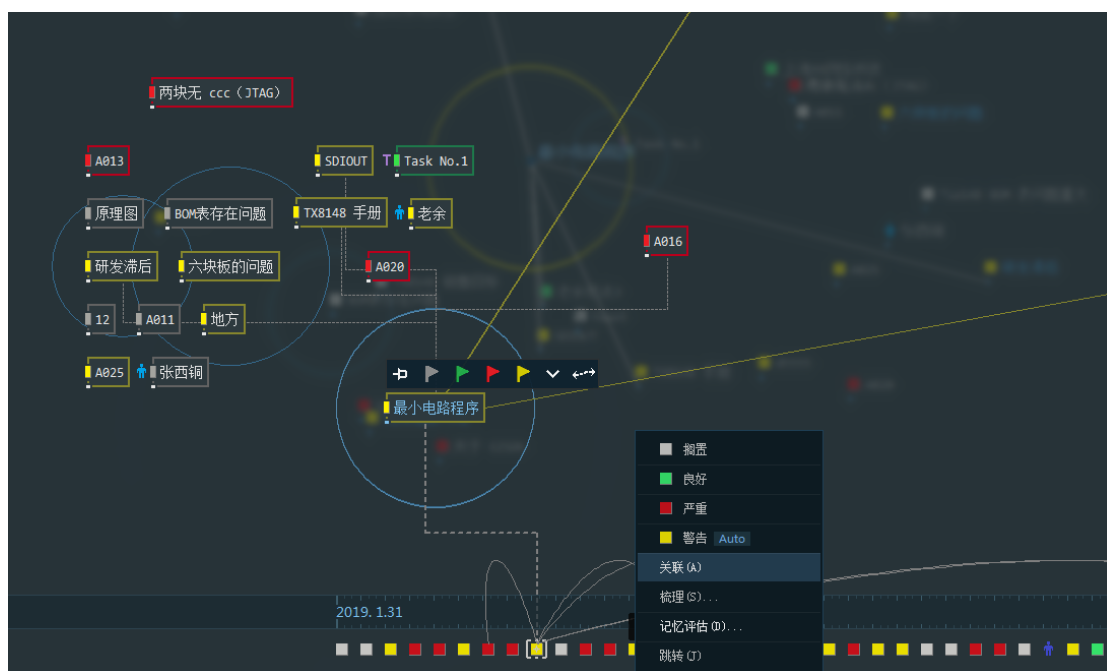 两块无 ccc（JTAG）
A013
SDIOUT
T
Task No.1
原理图
BOM表存在问题
TX8148 手册
老余
A016
研发滞后
六块板的问题
A020
12
A011
地方
A025
张西铜
最小电路程序
搁置
良好
严重
警告 Auto
关联(A)
梳理(S)...
2019.1.31
记忆评估(D)...
跳转(J)